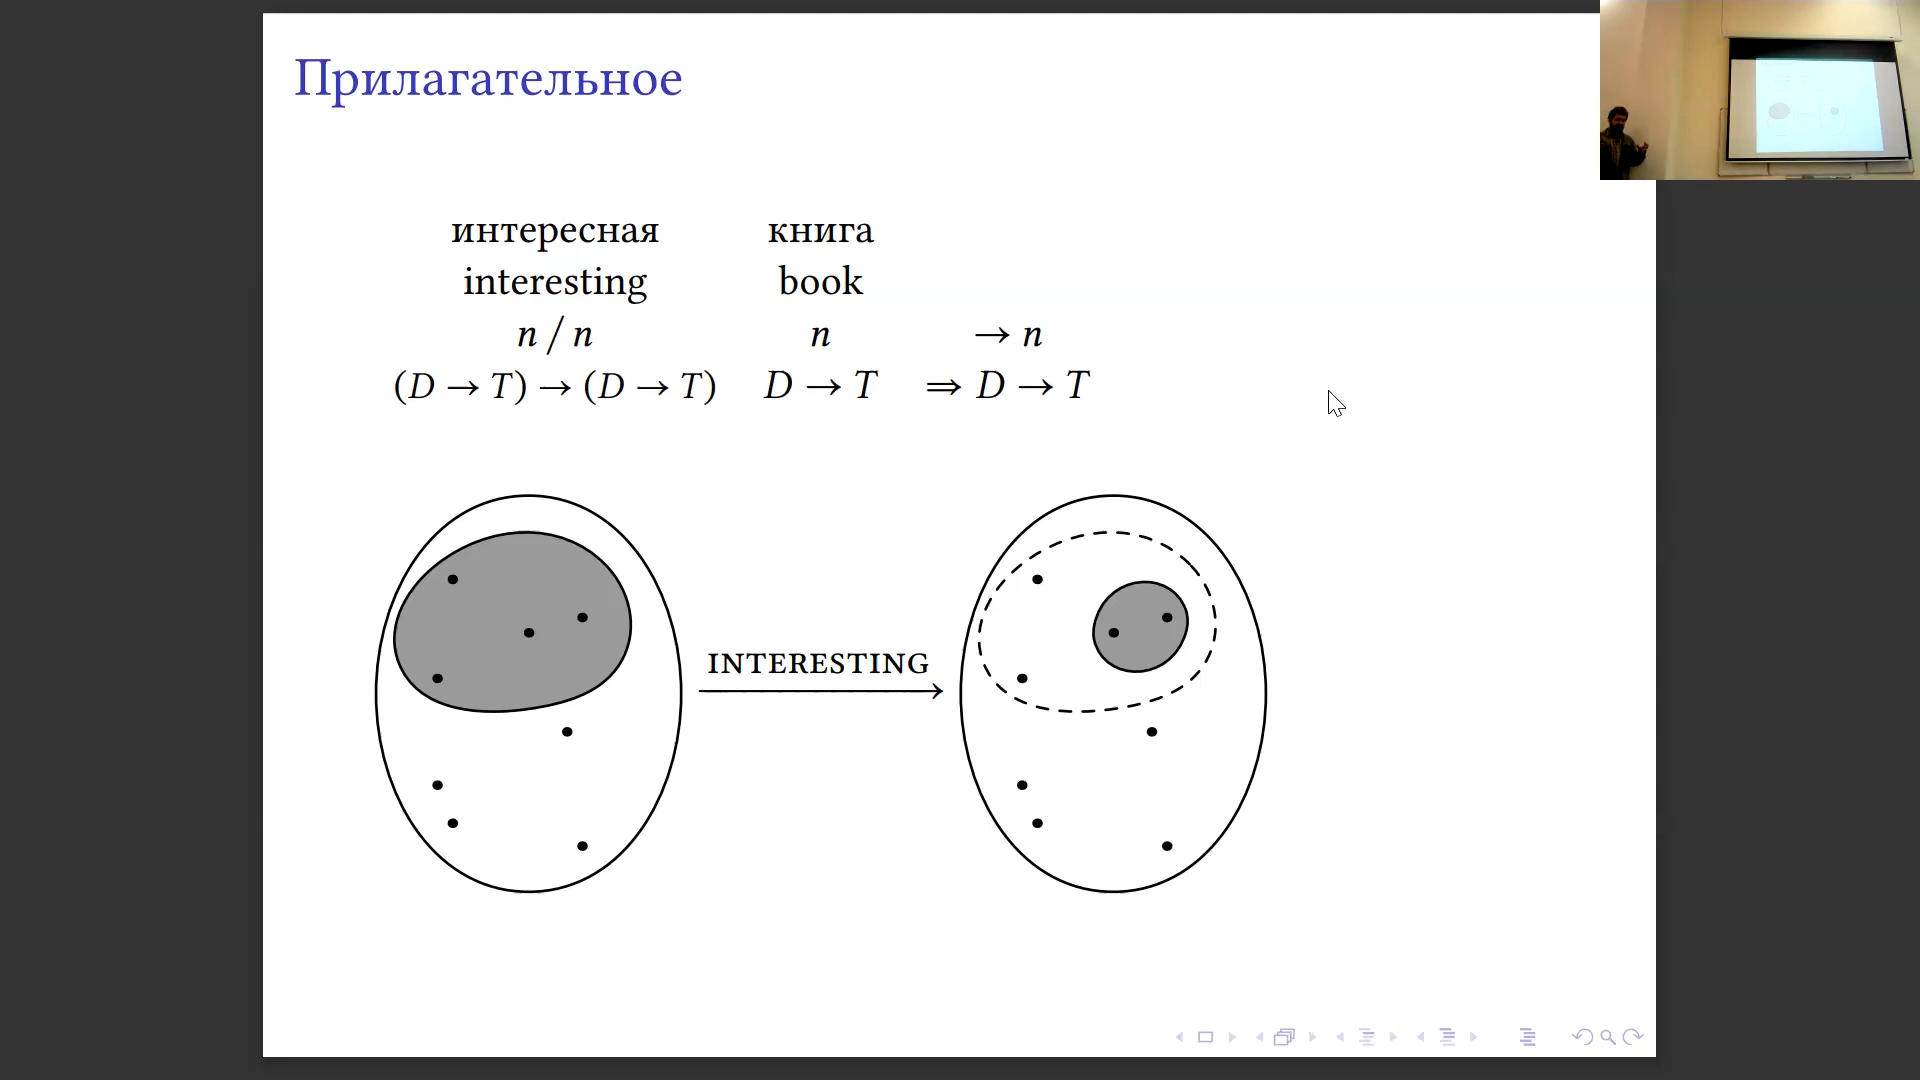 Прилагательное
интересная книга
interesting book
n / n n → n
(D → T) → (D → T) D → T ⇒ D → T
INTERESTING